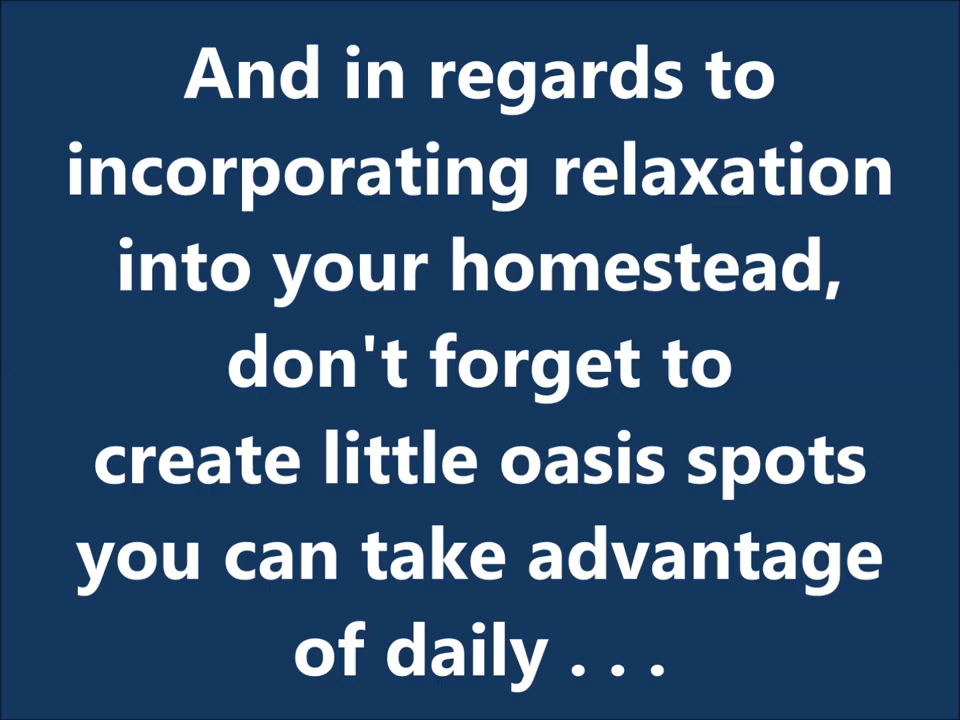 And in regards to
incorporating relaxation
into your homestead,
don't forget to
create little oasis spots
you can take advantage
of daily . . .